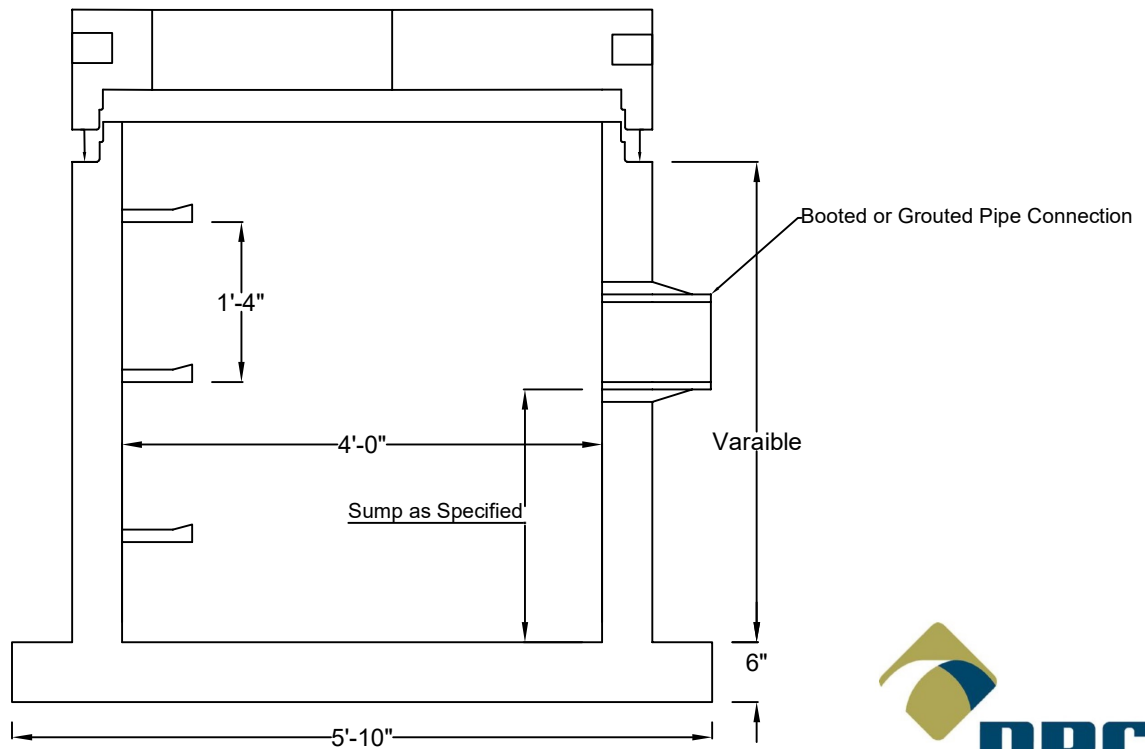 Booted or Grouted Pipe Connection
1'-4"
4'-0"
Varaible
Sump as Specified
6"
5'-10"